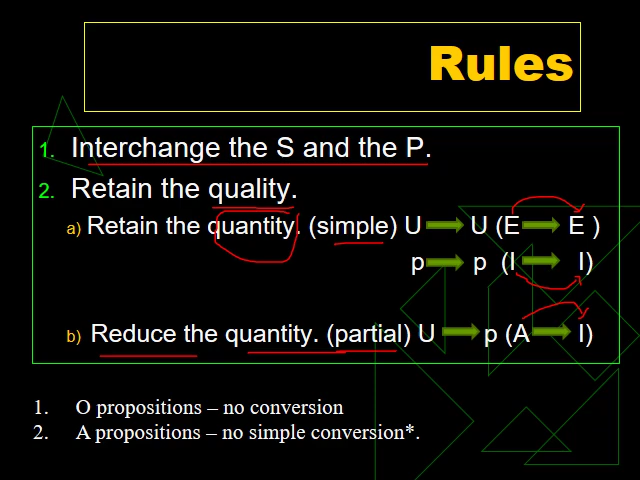 Rules
1. Interchange the S and the P.
2. Retain the quality.
a) Retain the quantity. (simple) U U (E E )
p p (I I)
b) Reduce the quantity. (partial) U p (A I)
1. O propositions – no conversion
2. A propositions – no simple conversion*.